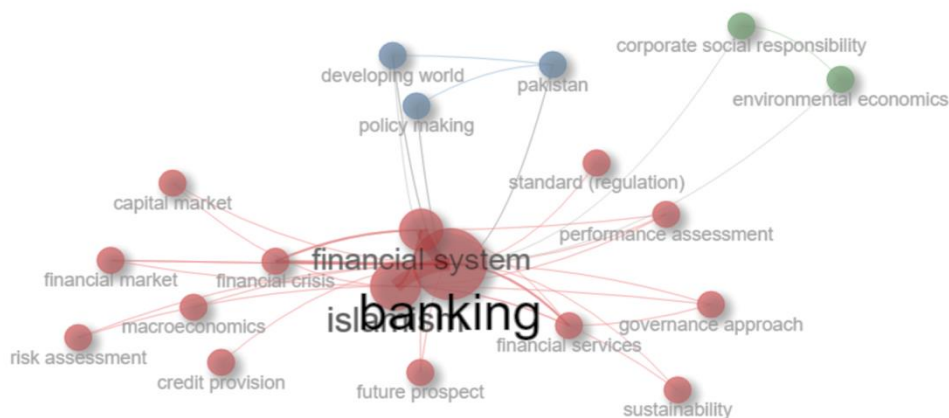 corporate social responsibility
developing world
pakistan
environmental economics
policy making
standard (regulation)
capital market
performance assessment
financial system
financial market
financial crisis
islamism
banking
macroeconomics
governance approach
financial services
risk assessment
credit provision
future prospect
sustainability